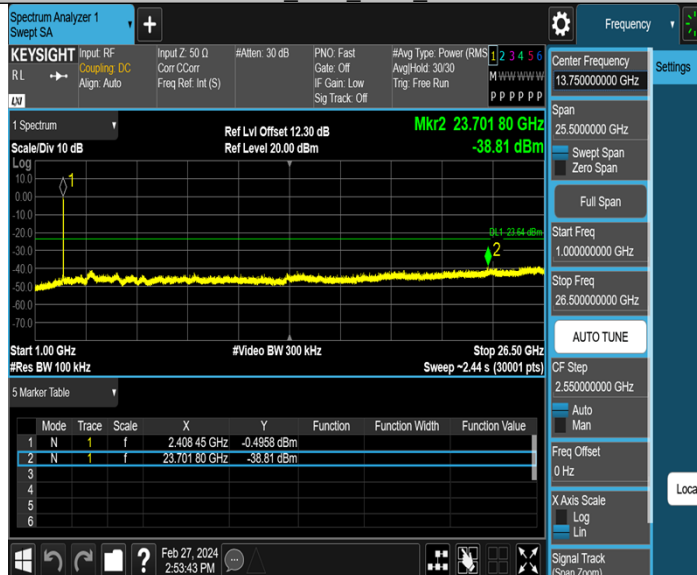 Spectrum Analyzer 1
Swept SA
+
Frequency
KEYSIGHT
RL
LXI
Input: RF
Coupling: DC
Align: Auto
Input Z: 50 Ω
Corr CCorr
Freq Ref: Int (S)
#Atten: 30 dB
PNO: Fast
Gate: Off
IF Gain: Low
Sig Track: Off
#Avg Type: Power (RMS
Avg|Hold: 30/30
Trig: Free Run
1 2 3 4 5 6
M W W W W W
P P P P P P
1 Spectrum
Scale/Div 10 dB
Ref Lvl Offset 12.30 dB
Ref Level 20.00 dBm
Mkr2 23.701 80 GHz
-38.81 dBm
Log
10.0
0.00
-10.0
-20.0
-30.0
-40.0
-50.0
-60.0
-70.0
1
DL1 -23.64 dBm
2
Start 1.00 GHz
#Res BW 100 kHz
#Video BW 300 kHz
Stop 26.50 GHz
Sweep ~2.44 s (30001 pts)
5 Marker Table
Mode Trace Scale X Y Function Function Width Function Value
1 N 1 f 2.408 45 GHz -0.4958 dBm
2 N 1 f 23.701 80 GHz -38.81 dBm
3
4
5
6
?
Feb 27, 2024
2:53:43 PM
Center Frequency
13.750000000 GHz
Span
25.5000000 GHz
Swept Span
Zero Span
Full Span
Start Freq
1.000000000 GHz
Stop Freq
26.500000000 GHz
AUTO TUNE
CF Step
2.550000000 GHz
Auto
Man
Freq Offset
0 Hz
X Axis Scale
Log
Lin
Signal Track
(Span Zoom)
Settings
Loca